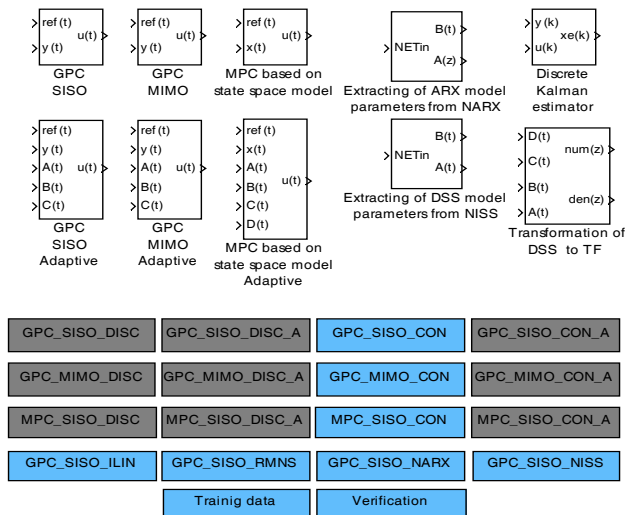 ref(t)
y(t)
u(t)
GPC
SISO
ref(t)
y(t)
u(t)
GPC
MIMO
ref(t)
x(t)
u(t)
MPC based on
state space model
NETin
B(t)
A(z)
Extracting of ARX model
parameters from NARX
y(k)
u(k)
xe(k)
Discrete
Kalman
estimator
ref(t)
y(t)
A(t)
B(t)
C(t)
u(t)
GPC
SISO
Adaptive
ref(t)
y(t)
A(t)
B(t)
C(t)
u(t)
GPC
MIMO
Adaptive
ref(t)
x(t)
A(t)
B(t)
C(t)
D(t)
u(t)
MPC based on
state space model
Adaptive
NETin
B(t)
A(t)
Extracting of DSS model
parameters from NISS
D(t)
C(t)
B(t)
A(t)
num(z)
den(z)
Transformation of
DSS to TF
GPC_SISO_DISC
GPC_SISO_DISC_A
GPC_SISO_CON
GPC_SISO_CON_A
GPC_MIMO_DISC
GPC_MIMO_DISC_A
GPC_MIMO_CON
GPC_MIMO_CON_A
MPC_SISO_DISC
MPC_SISO_DISC_A
MPC_SISO_CON
MPC_SISO_CON_A
GPC_SISO_ILIN
GPC_SISO_RMNS
GPC_SISO_NARX
GPC_SISO_NISS
Trainig data
Verification